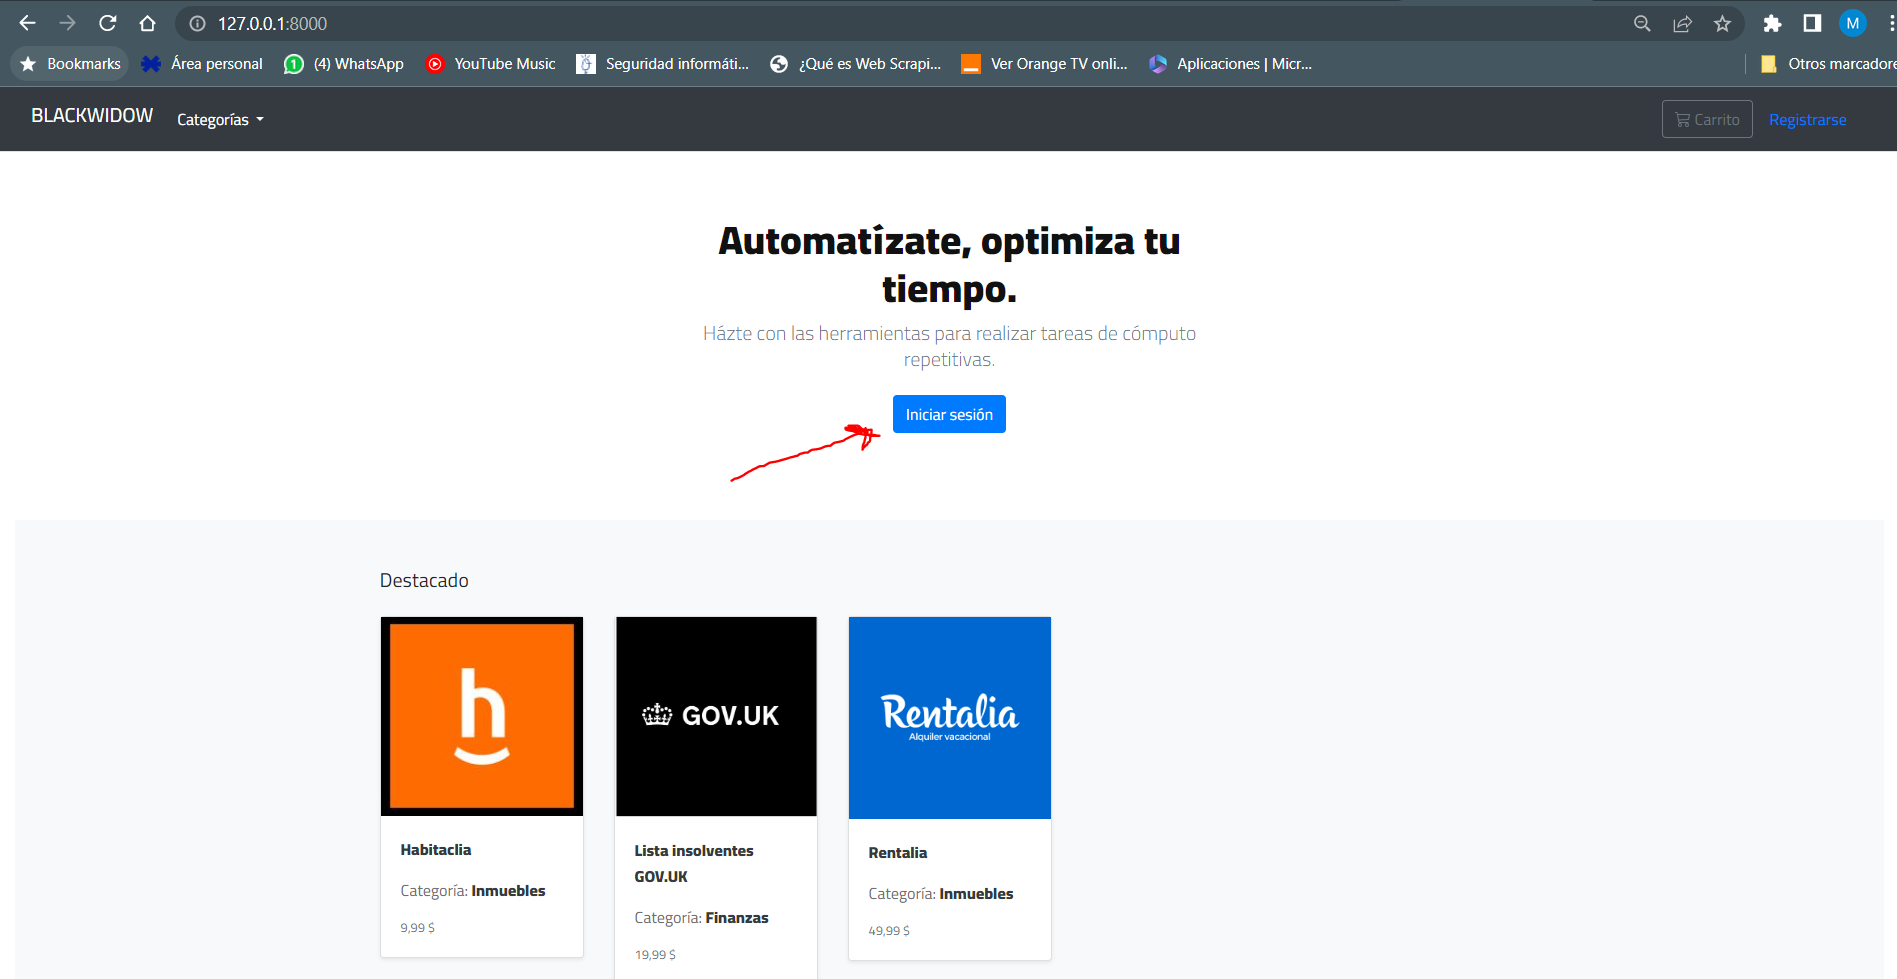 127.0.0.1:8000
M
Bookmarks
Área personal
1
(4) WhatsApp
YouTube Music
Seguridad informáti...
¿Qué es Web Scrapi...
Ver Orange TV onli...
Aplicaciones | Micr...
Otros marcadore
BLACKWIDOW
Categorías
Carrito
Registrarse
Automatízate, optimiza tu
tiempo.
Házte con las herramientas para realizar tareas de cómputo
repetitivas.
Iniciar sesión
Destacado
h
Habitaclia
Categoría: Inmuebles
9,99 $
GOV.UK
Lista insolventes
GOV.UK
Categoría: Finanzas
19,99 $
Rentalia
Alquiler vacacional
Rentalia
Categoría: Inmuebles
49,99 $